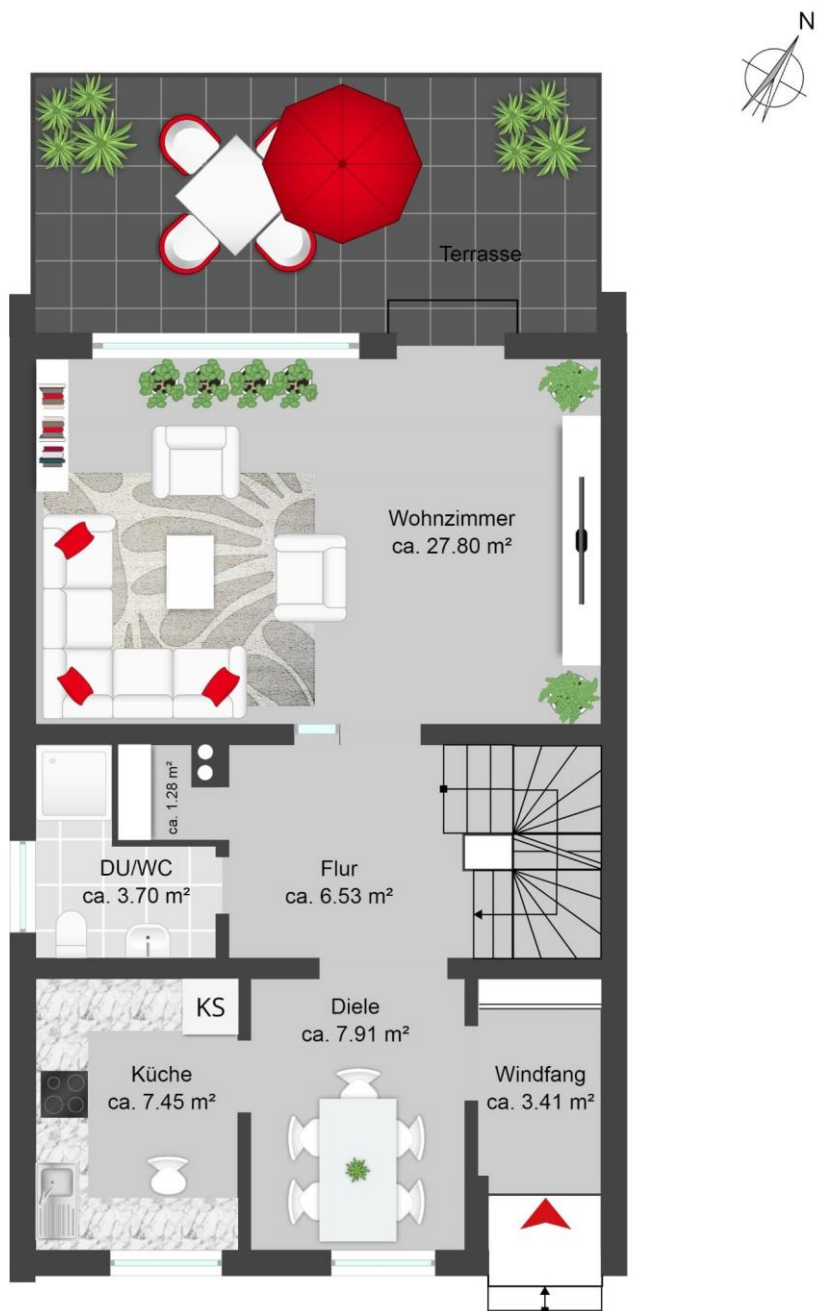 N
Terrasse
Wohnzimmer
ca. 27.80 m²
ca. 1.28 m²
DU/WC
ca. 3.70 m²
Flur
ca. 6.53 m²
KS
Diele
ca. 7.91 m²
Küche
ca. 7.45 m²
Windfang
ca. 3.41 m²